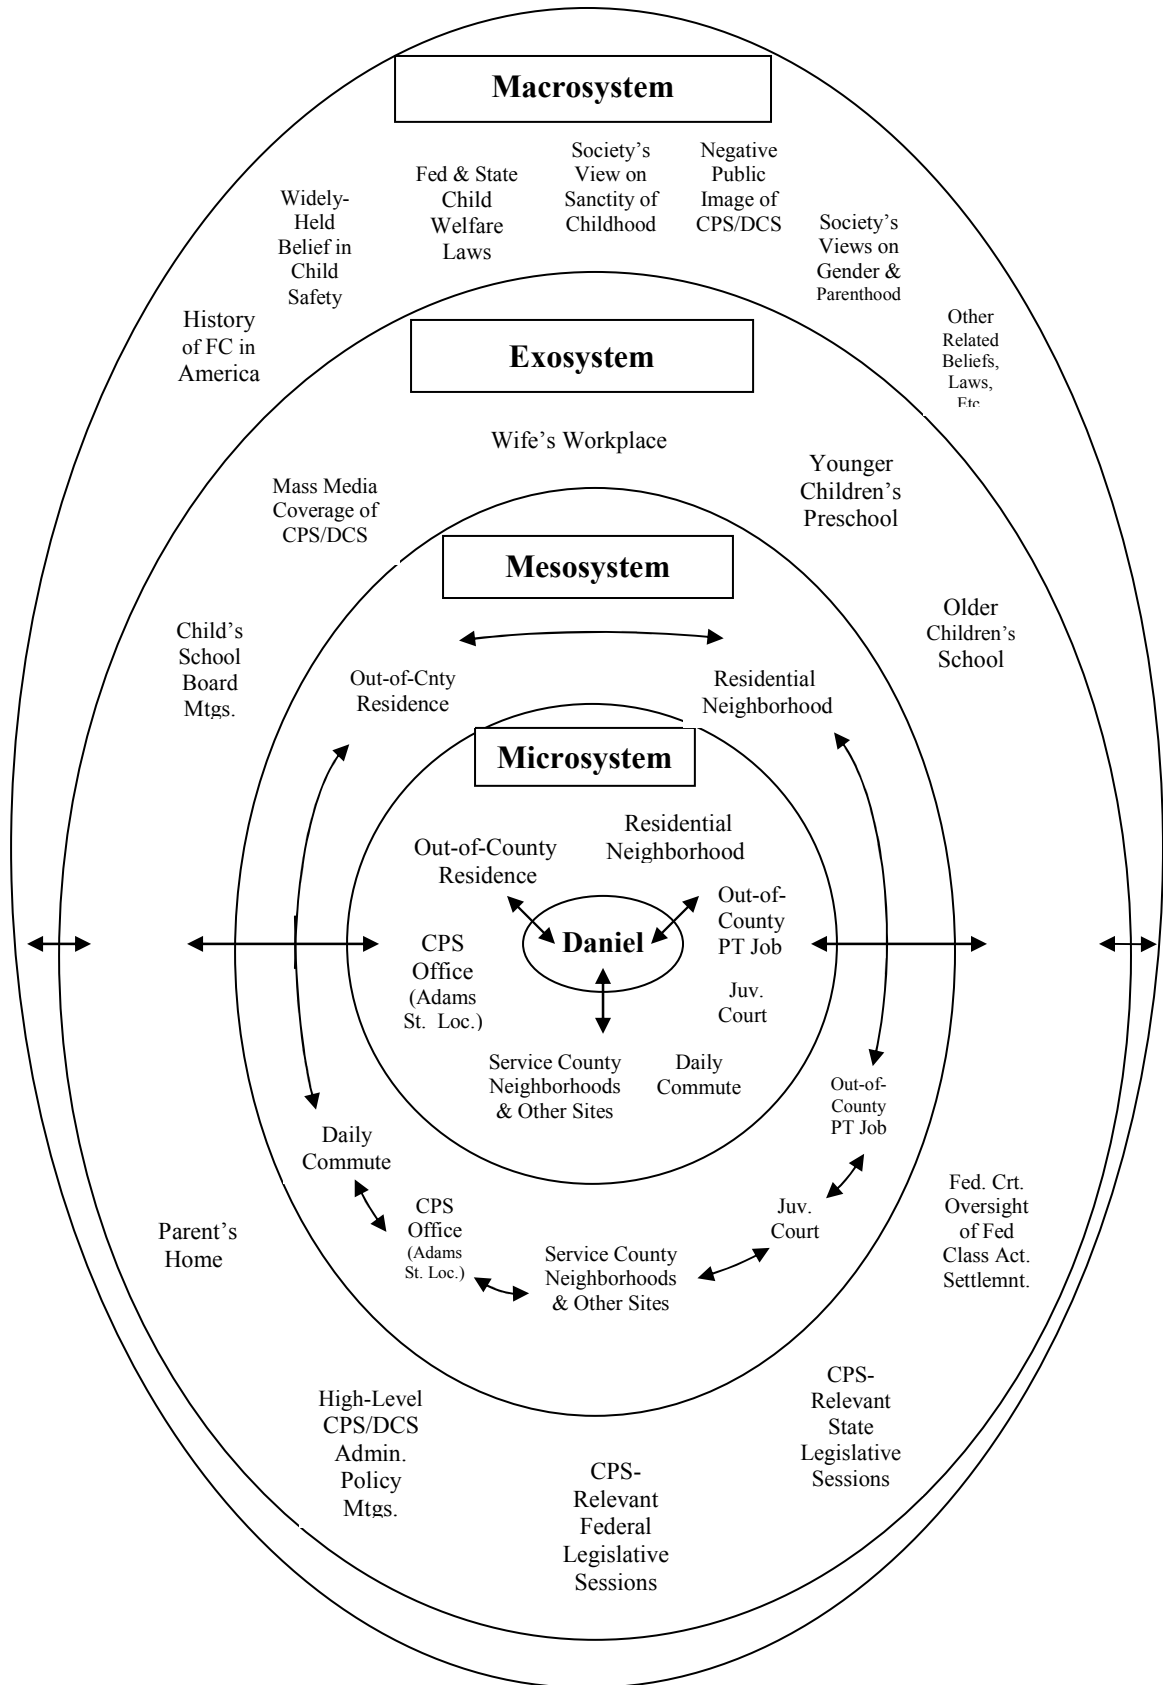 Macrosystem
Widely-
Held
Belief in
Child
Safety
Fed & State
Child
Welfare
Laws
Society’s
View on
Sanctity of
Childhood
Negative
Public
Image of
CPS/DCS
Society’s
Views on
Gender &
Parenthood
History
of FC in
America
Other
Related
Beliefs,
Laws,
Etc
Exosystem
Wife’s Workplace
Mass Media
Coverage of
CPS/DCS
Younger
Children’s
Preschool
Child’s
School
Board
Mtgs.
Older
Children’s
School
Mesosystem
Out-of-Cnty
Residence
Residential
Neighborhood
Microsystem
Out-of-County
Residence
Residential
Neighborhood
Daniel
Out-of-
County
PT Job
CPS
Office
(Adams
St. Loc.)
Juv.
Court
Service County
Neighborhoods
& Other Sites
Daily
Commute
Out-of-
County
PT Job
Daily
Commute
CPS
Office
(Adams
St. Loc.)
Service County
Neighborhoods
& Other Sites
Juv.
Court
Parent’s
Home
Fed. Crt.
Oversight
of Fed
Class Act.
Settlemnt.
High-Level
CPS/DCS
Admin.
Policy
Mtgs.
CPS-
Relevant
Federal
Legislative
Sessions
CPS-
Relevant
State
Legislative
Sessions